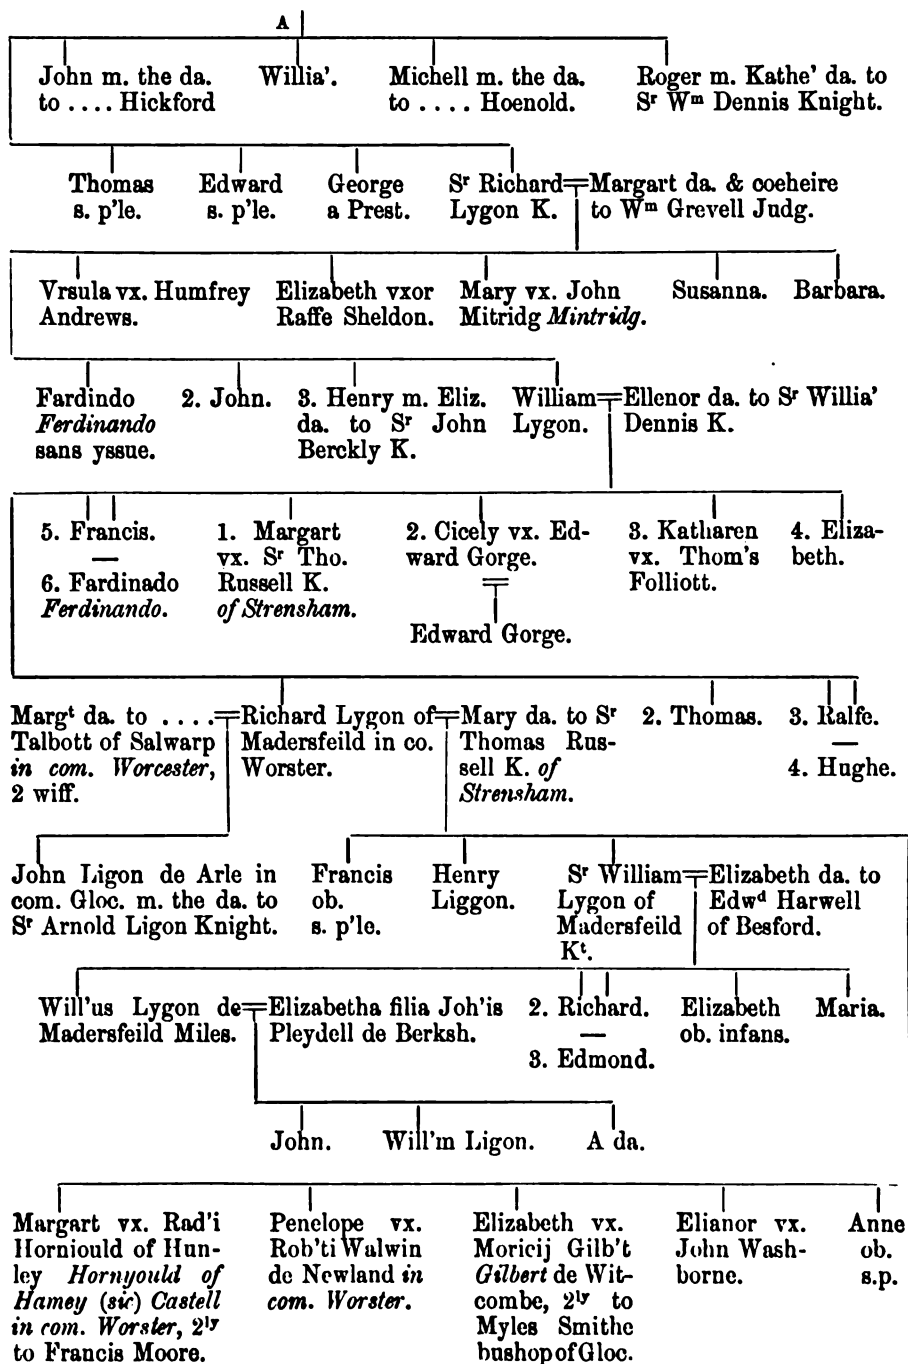 A
John m. the da.
to .... Hickford
Willia'.
Michell m. the da.
to .... Hoenold.
Roger m. Kathe' da. to
Sʳ Wᵐ Dennis Knight.
Thomas
s. p'le.
Edward
s. p'le.
George
a Prest.
Sʳ Richard
Lygon K.
Margart da. & coeheire
to Wᵐ Grevell Judg.
Vrsula vx. Humfrey
Andrews.
Elizabeth vxor
Raffe Sheldon.
Mary vx. John
Mitridg Mintridg.
Susanna.
Barbara.
Fardindo
Ferdinando
sans yssue.
2. John.
3. Henry m. Eliz.
da. to Sʳ John
Berckly K.
William
Lygon.
Ellenor da. to Sʳ Willia'
Dennis K.
5. Francis.
—
6. Fardinado
Ferdinando.
1. Margart
vx. Sʳ Tho.
Russell K.
of Strensham.
2. Cicely vx. Ed-
ward Gorge.
Edward Gorge.
3. Katharen
vx. Thom's
Folliott.
4. Eliza-
beth.
Margᵗ da. to ....
Talbott of Salwarp
in com. Worcester,
2 wiff.
Richard Lygon of
Madersfeild in co.
Worster.
Mary da. to Sʳ
Thomas Rus-
sell K. of
Strensham.
2. Thomas.
3. Ralfe.
—
4. Hughe.
John Ligon de Arle in
com. Gloc. m. the da. to
Sʳ Arnold Ligon Knight.
Francis
ob.
s. p'le.
Henry
Liggon.
Sʳ William
Lygon of
Madersfeild
Kᵗ.
Elizabeth da. to
Edwᵈ Harwell
of Besford.
Will'us Lygon de
Madersfeild Miles.
Elizabetha filia Joh'is
Pleydell de Berksh.
2. Richard.
—
3. Edmond.
Elizabeth
ob. infans.
Maria.
John.
Will'm Ligon.
A da.
Margart vx. Rad'i
Horniould of Hun-
ley Hornyould of
Hamey (sic) Castell
in com. Worster, 2ˡʸ
to Francis Moore.
Penelope vx.
Rob'ti Walwin
de Newland in
com. Worster.
Elizabeth vx.
Moricij Gilb't
Gilbert de Wit-
combe, 2ˡʸ to
Myles Smithe
bushop of Gloc.
Elianor vx.
John Wash-
borne.
Anne
ob.
s.p.